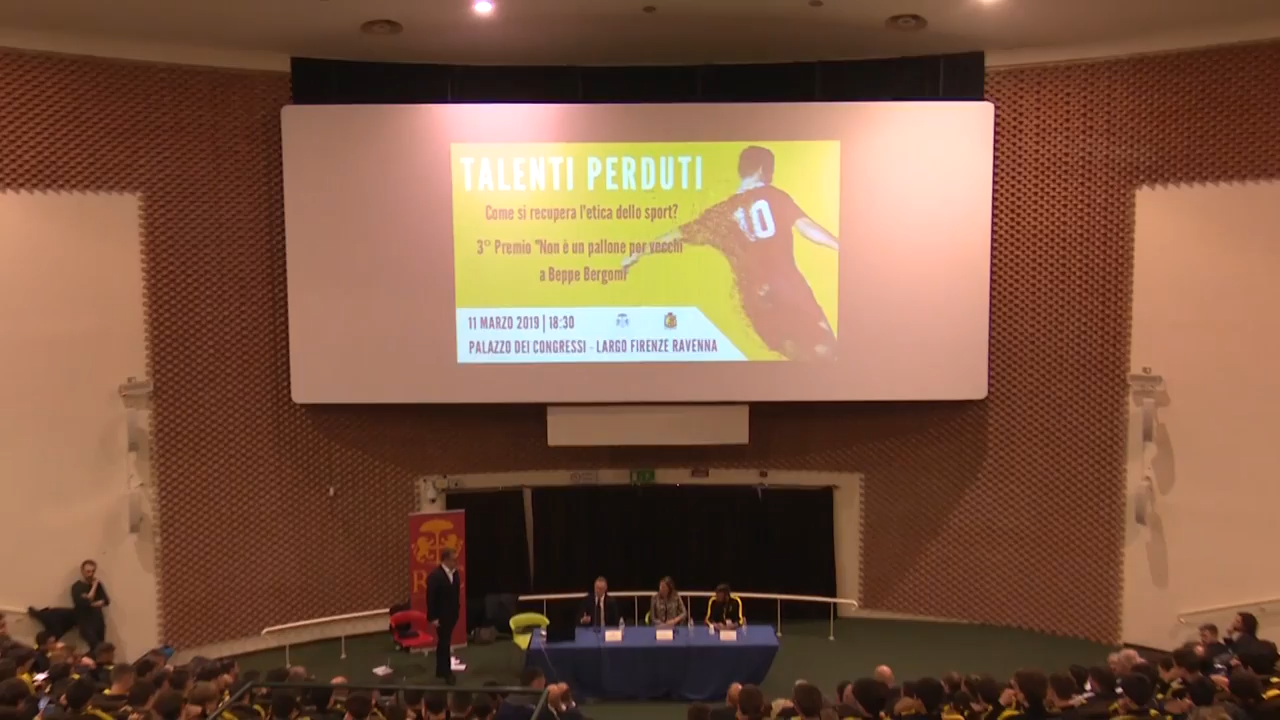 TALENTI PERDUTI
Come si recupera l'etica dello sport?
3° Premio "Non è un pallone per vecchi
a Beppe Bergomi
11 MARZO 2019 | 18:30
PALAZZO DEI CONGRESSI - LARGO FIRENZE RAVENNA
10